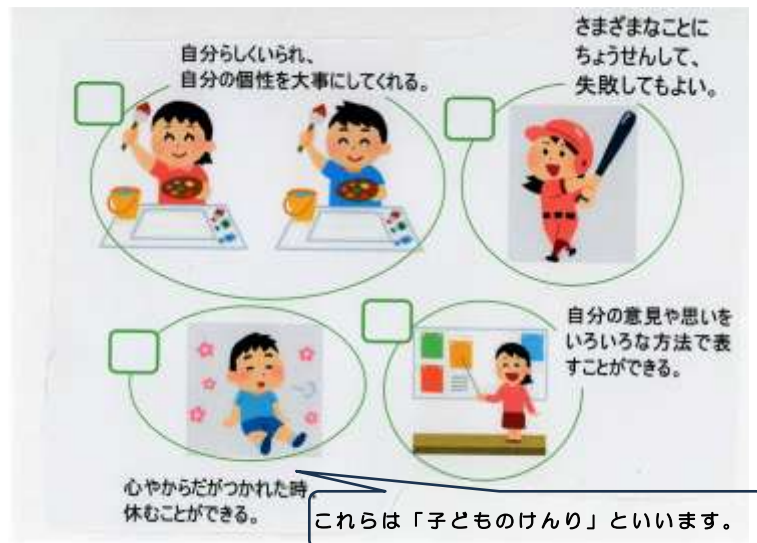 自分らしくいられ、
自分の個性を大事にしてくれる。
さまざまなことに
ちょうせんして、
失敗してもよい。
自分の意見や思いを
いろいろな方法で表
すことができる。
心やからだがつかれた時、
休むことができる。
これらは「子どものけんり」といいます。